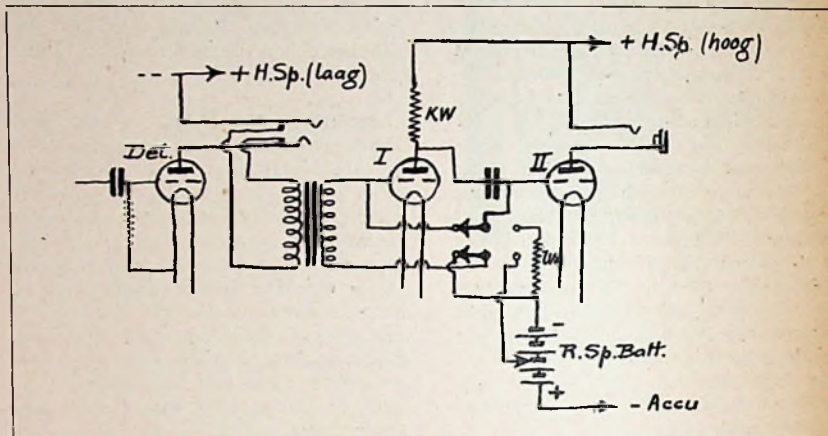 -- + H.Sp. (laag)
+ H.Sp. (hoog)
Det.
KW
I
II
-
R.Sp.Batt.
+
- Accu